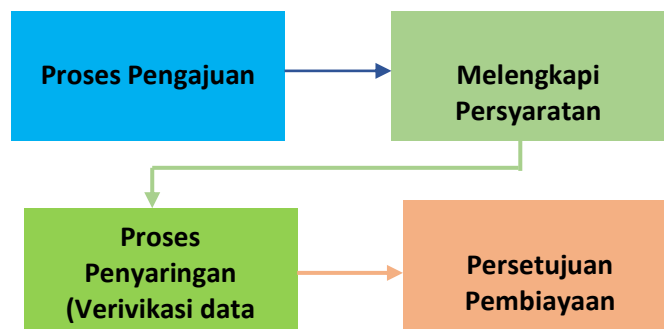 Proses Pengajuan
Melengkapi
Persyaratan
Proses
Penyaringan
(Verivikasi data
Persetujuan
Pembiayaan